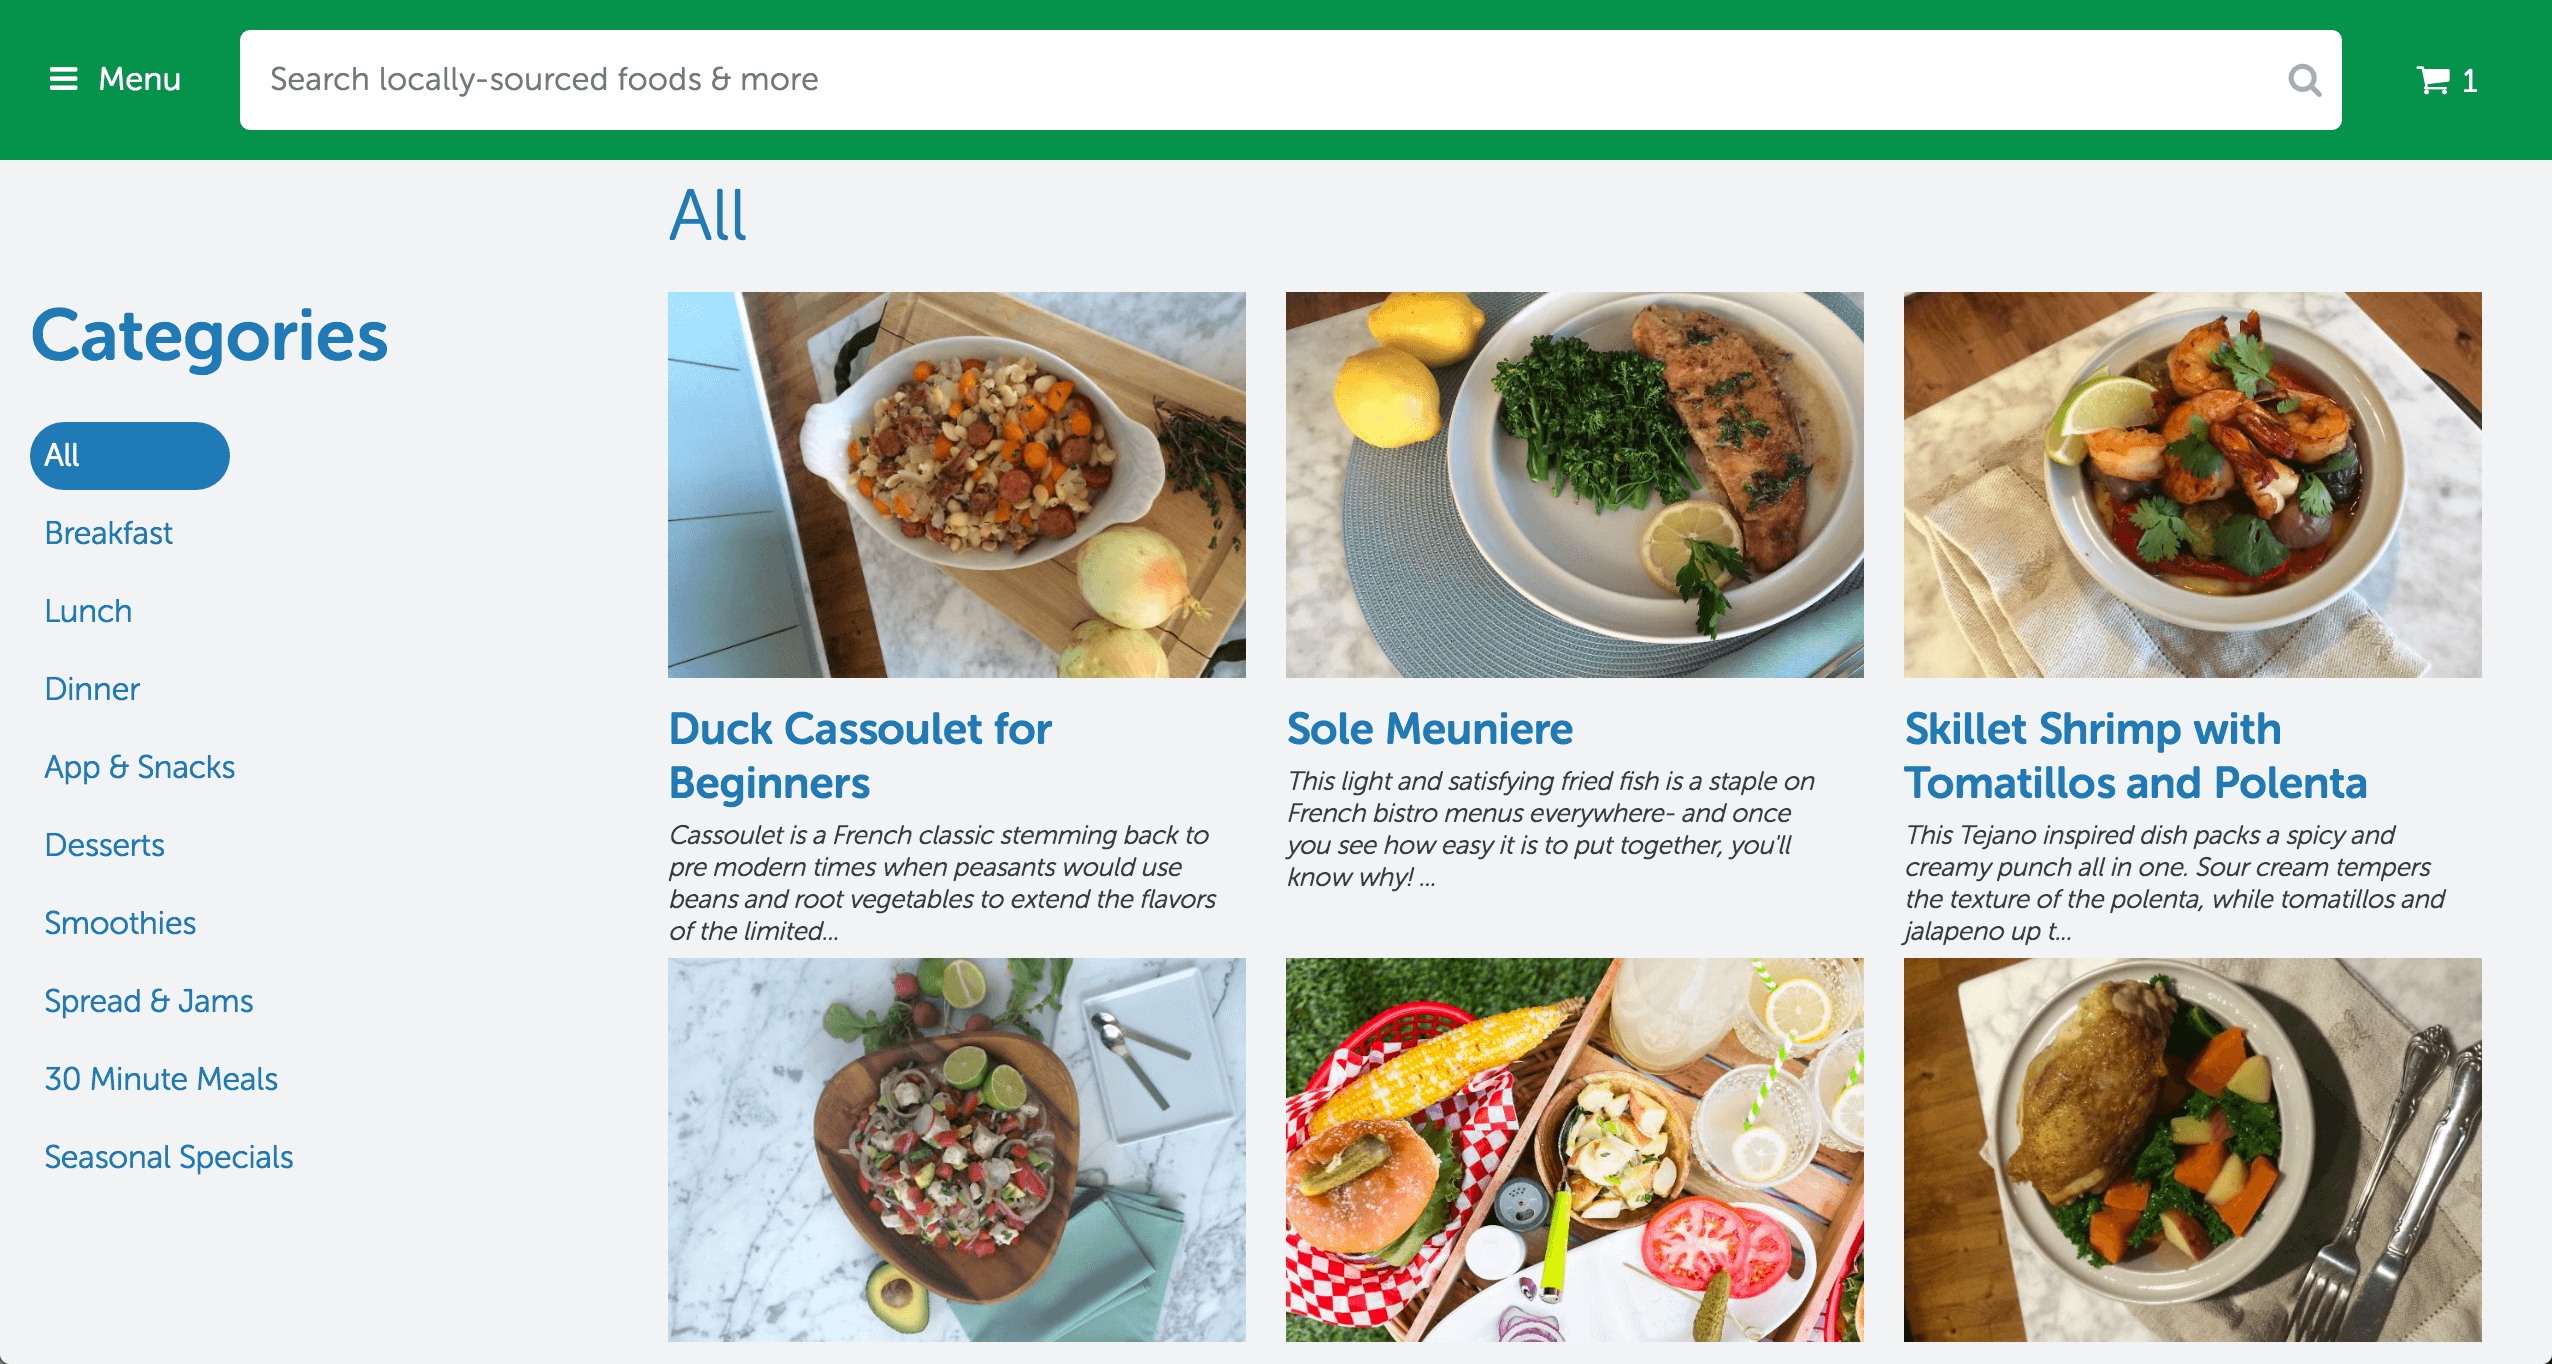 Menu
Search locally-sourced foods & more
1
All
Categories
All
Breakfast
Lunch
Dinner
App & Snacks
Desserts
Smoothies
Spread & Jams
30 Minute Meals
Seasonal Specials
Duck Cassoulet for
Beginners
Cassoulet is a French classic stemming back to
pre modern times when peasants would use
beans and root vegetables to extend the flavors
of the limited...
Sole Meuniere
This light and satisfying fried fish is a staple on
French bistro menus everywhere- and once
you see how easy it is to put together, you'll
know why! ...
Skillet Shrimp with
Tomatillos and Polenta
This Tejano inspired dish packs a spicy and
creamy punch all in one. Sour cream tempers
the texture of the polenta, while tomatillos and
jalapeno up t...